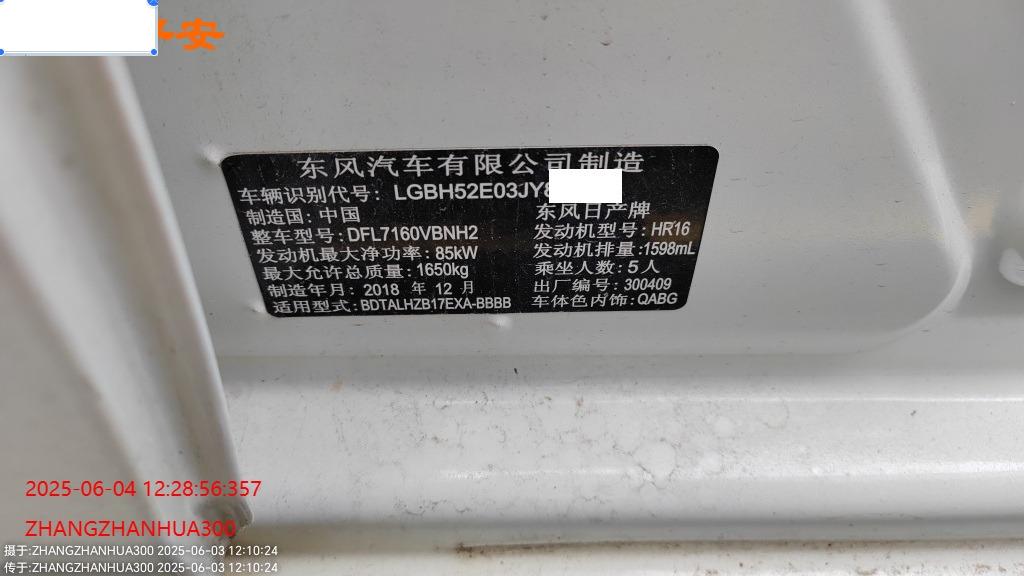 安
东风汽车有限公司制造
车辆识别代号: LGBH52E03JY
制造国: 中国 东风日产牌
整车型号: DFL7160VBNH2 发动机型号: HR16
发动机最大净功率: 85kW 发动机排量: 1598mL
最大允许总质量: 1650kg 乘坐人数: 5人
制造年月: 2018 年 12 月 出厂编号: 300409
适用型式: BDTALHZB17EXA-BBBB 车体色内饰: QABG
2025-06-04 12:28:56:357
ZHANGZHANHUA300
摄于:ZHANGZHANHUA300 2025-06-03 12:10:24
传于:ZHANGZHANHUA300 2025-06-03 12:10:24